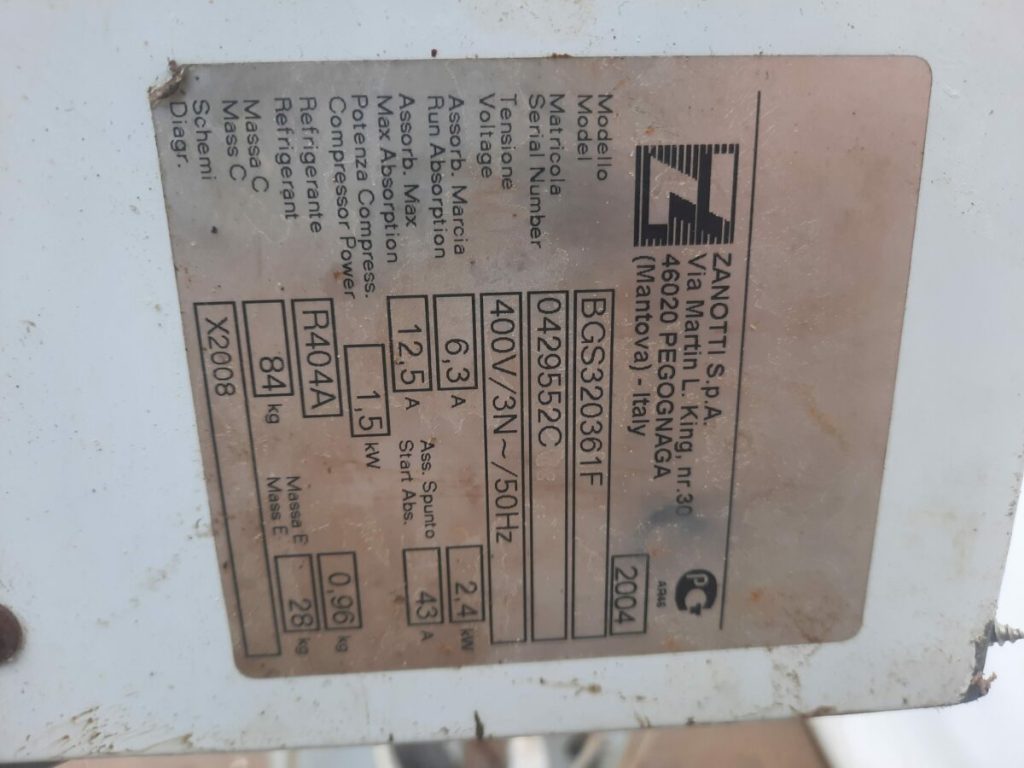 ZANOTTI S.p.A.
Via Martin L. King, nr.30
46020 PEGOGNAGA
(Mantova) - Italy
2004
Modello
Model
BGS320361F
Matricola
Serial Number
0429552C
Tensione
Voltage
400V/3N~/50Hz
Assorb. Marcia
Run Absorption
6,3 A
2,4 kW
Assorb. Max
Max Absorption
12,5 A
Ass. Spunto
Start Abs.
43 A
Potenza Compress.
Compressor Power
1,5 kW
Refrigerante
Refrigerant
R404A
0,96 kg
Massa C
Mass C
84 kg
Massa E
Mass E
28 kg
Schemi
Diagr.
X2008